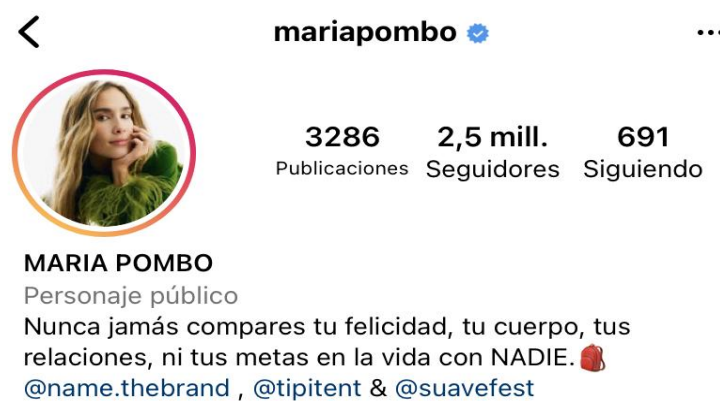 mariapombo
3286 2,5 mill. 691
Publicaciones Seguidores Siguiendo
MARIA POMBO
Personaje público
Nunca jamás compares tu felicidad, tu cuerpo, tus
relaciones, ni tus metas en la vida con NADIE.🎒
@name.thebrand , @tipitent & @suavefest